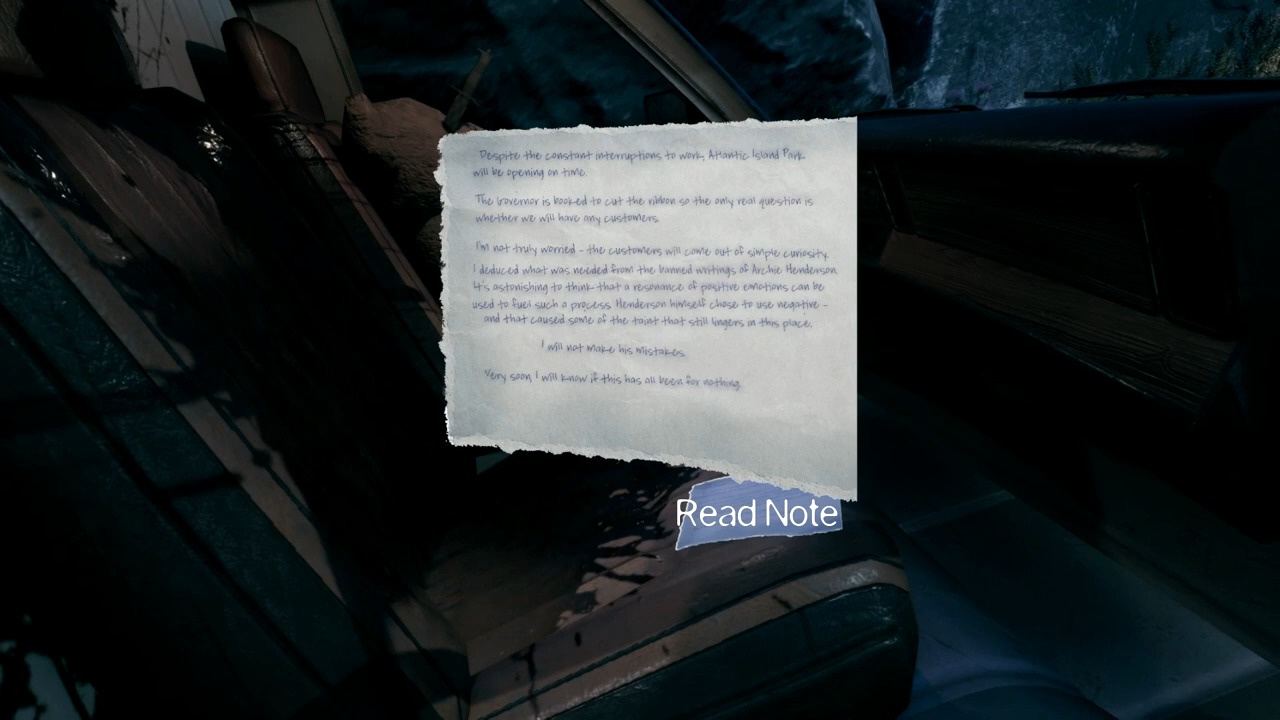 Despite the constant interruptions to work, Atlantic Island Park
will be opening on time.
The Governor is booked to cut the ribbon so the only real question is
whether we will have any customers.
I'm not truly worried - the customers will come out of simple curiosity.
I deduced what was needed from the banned writings of Archie Henderson.
It's astonishing to think that a resonance of positive emotions can be
used to fuel such a process. Henderson himself chose to use negative -
and that caused some of the taint that still lingers in this place.
I will not make his mistakes.
Very soon, I will know if this has all been for nothing.
Read Note